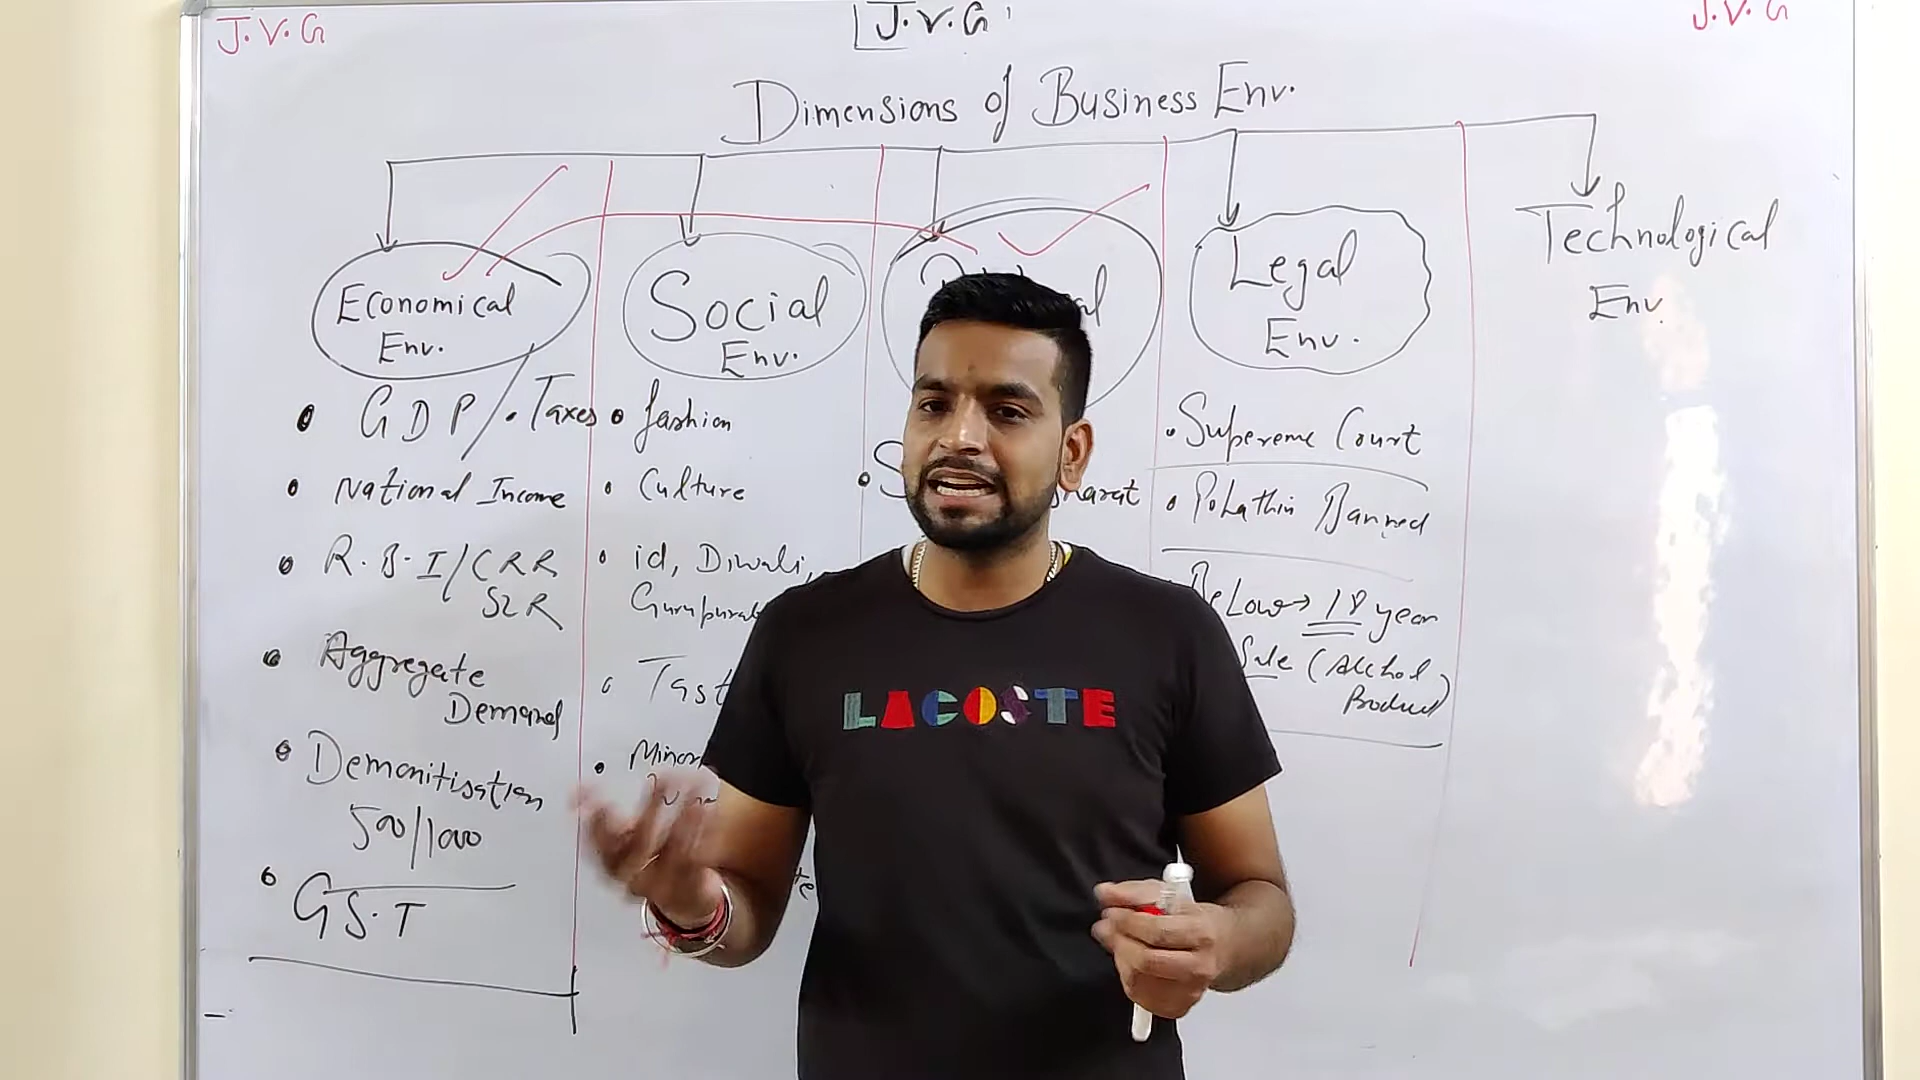 J.V.G
J.V.G
J.V.G
Dimensions of Business Env.
Economical
Env.
GDP / • Taxes
• National Income
• R.B.I / CRR
SLR
• Aggregate
Demand
• Demonitisation
500/1000
• G.S.T
Social
Env.
• fashion
• Culture
• id, Diwali,
Gurupurab
Legal
Env.
• Supereme Court
• Polathin Banned
BeLow → 18 year
Sale (Alchol
Product)
Technological
Env.
LACOSTE